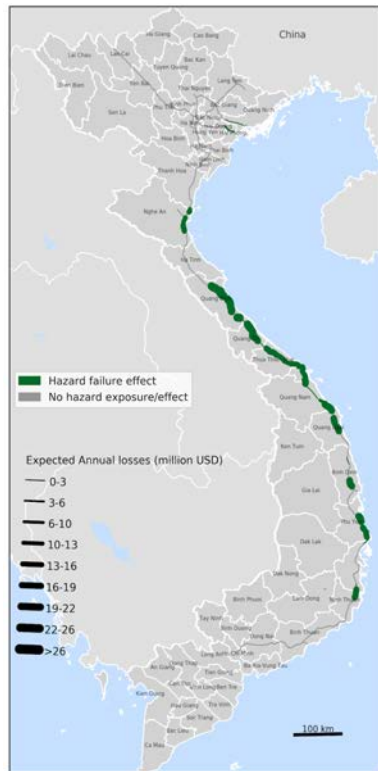 China
Ha Giang
Cao Bang
Lai Chau
Lao Cai
Bac Kan
Tuyen Quang
Lang Son
Dien Bien
Yen Bai
Thai Nguyen
Phu Tho
Son La
Quang Ninh
Hoa Binh
Thanh Hoa
Nghe An
Ha Tinh
Quang
Quang
Thua Thien
Hazard failure effect
No hazard exposure/effect
Quang Nam
Quang
Kon Tum
Binh Dinh
Expected Annual losses (million USD)
Gia Lai
0-3
3-6
Phu Yen
6-10
10-13
Dak Lak
13-16
16-19
Dak Nong
19-22
Binh Phuoc
Lam Dong
Ninh Thuan
22-26
Tay Ninh
>26
Binh Duong
Binh Thuan
Dong Nai
Long An
Ba Ria Vung Tau
Dong Thap
An Giang
Tien Giang
Can Tho
Vinh Long
Ben Tre
Kien Giang
Hau Giang
Tra Vinh
Soc Trang
Bac Lieu
Ca Mau
100 km